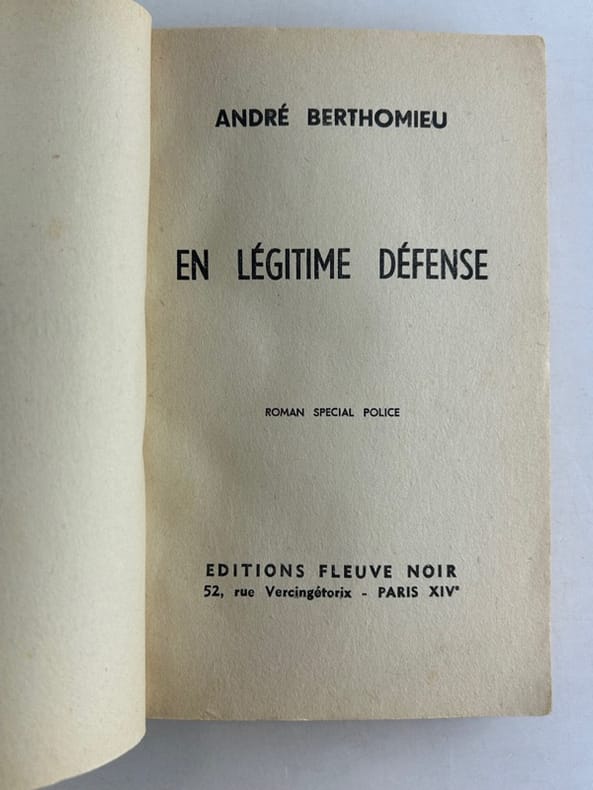 ANDRÉ BERTHOMIEU
EN LÉGITIME DÉFENSE
ROMAN SPECIAL POLICE
EDITIONS FLEUVE NOIR
52, rue Vercingétorix - PARIS XIVᵉ